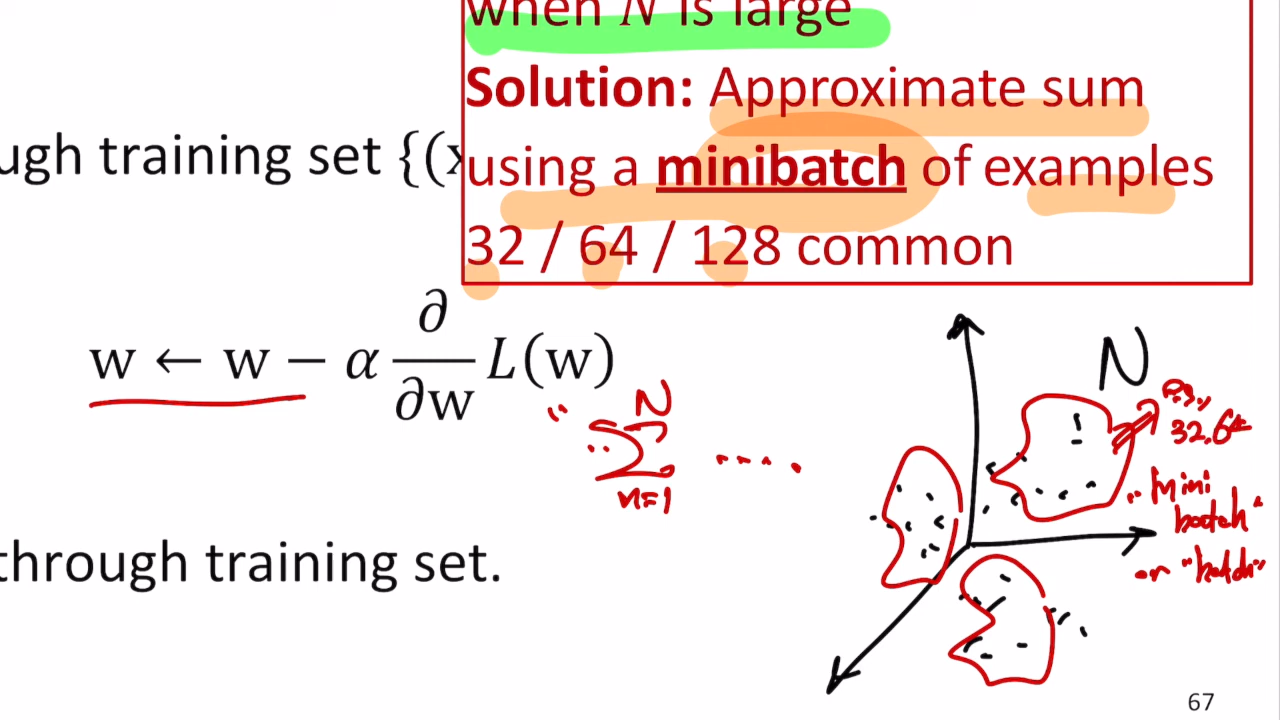 when N is large
Solution: Approximate sum
ugh training set {(x
using a minibatch of examples
32 / 64 / 128 common
w ← w − α ∂/∂w L(w)
" N
∑ ....
n=1
N
e.g.,
32, 64
"mini
batch"
or "batch"
through training set.
67